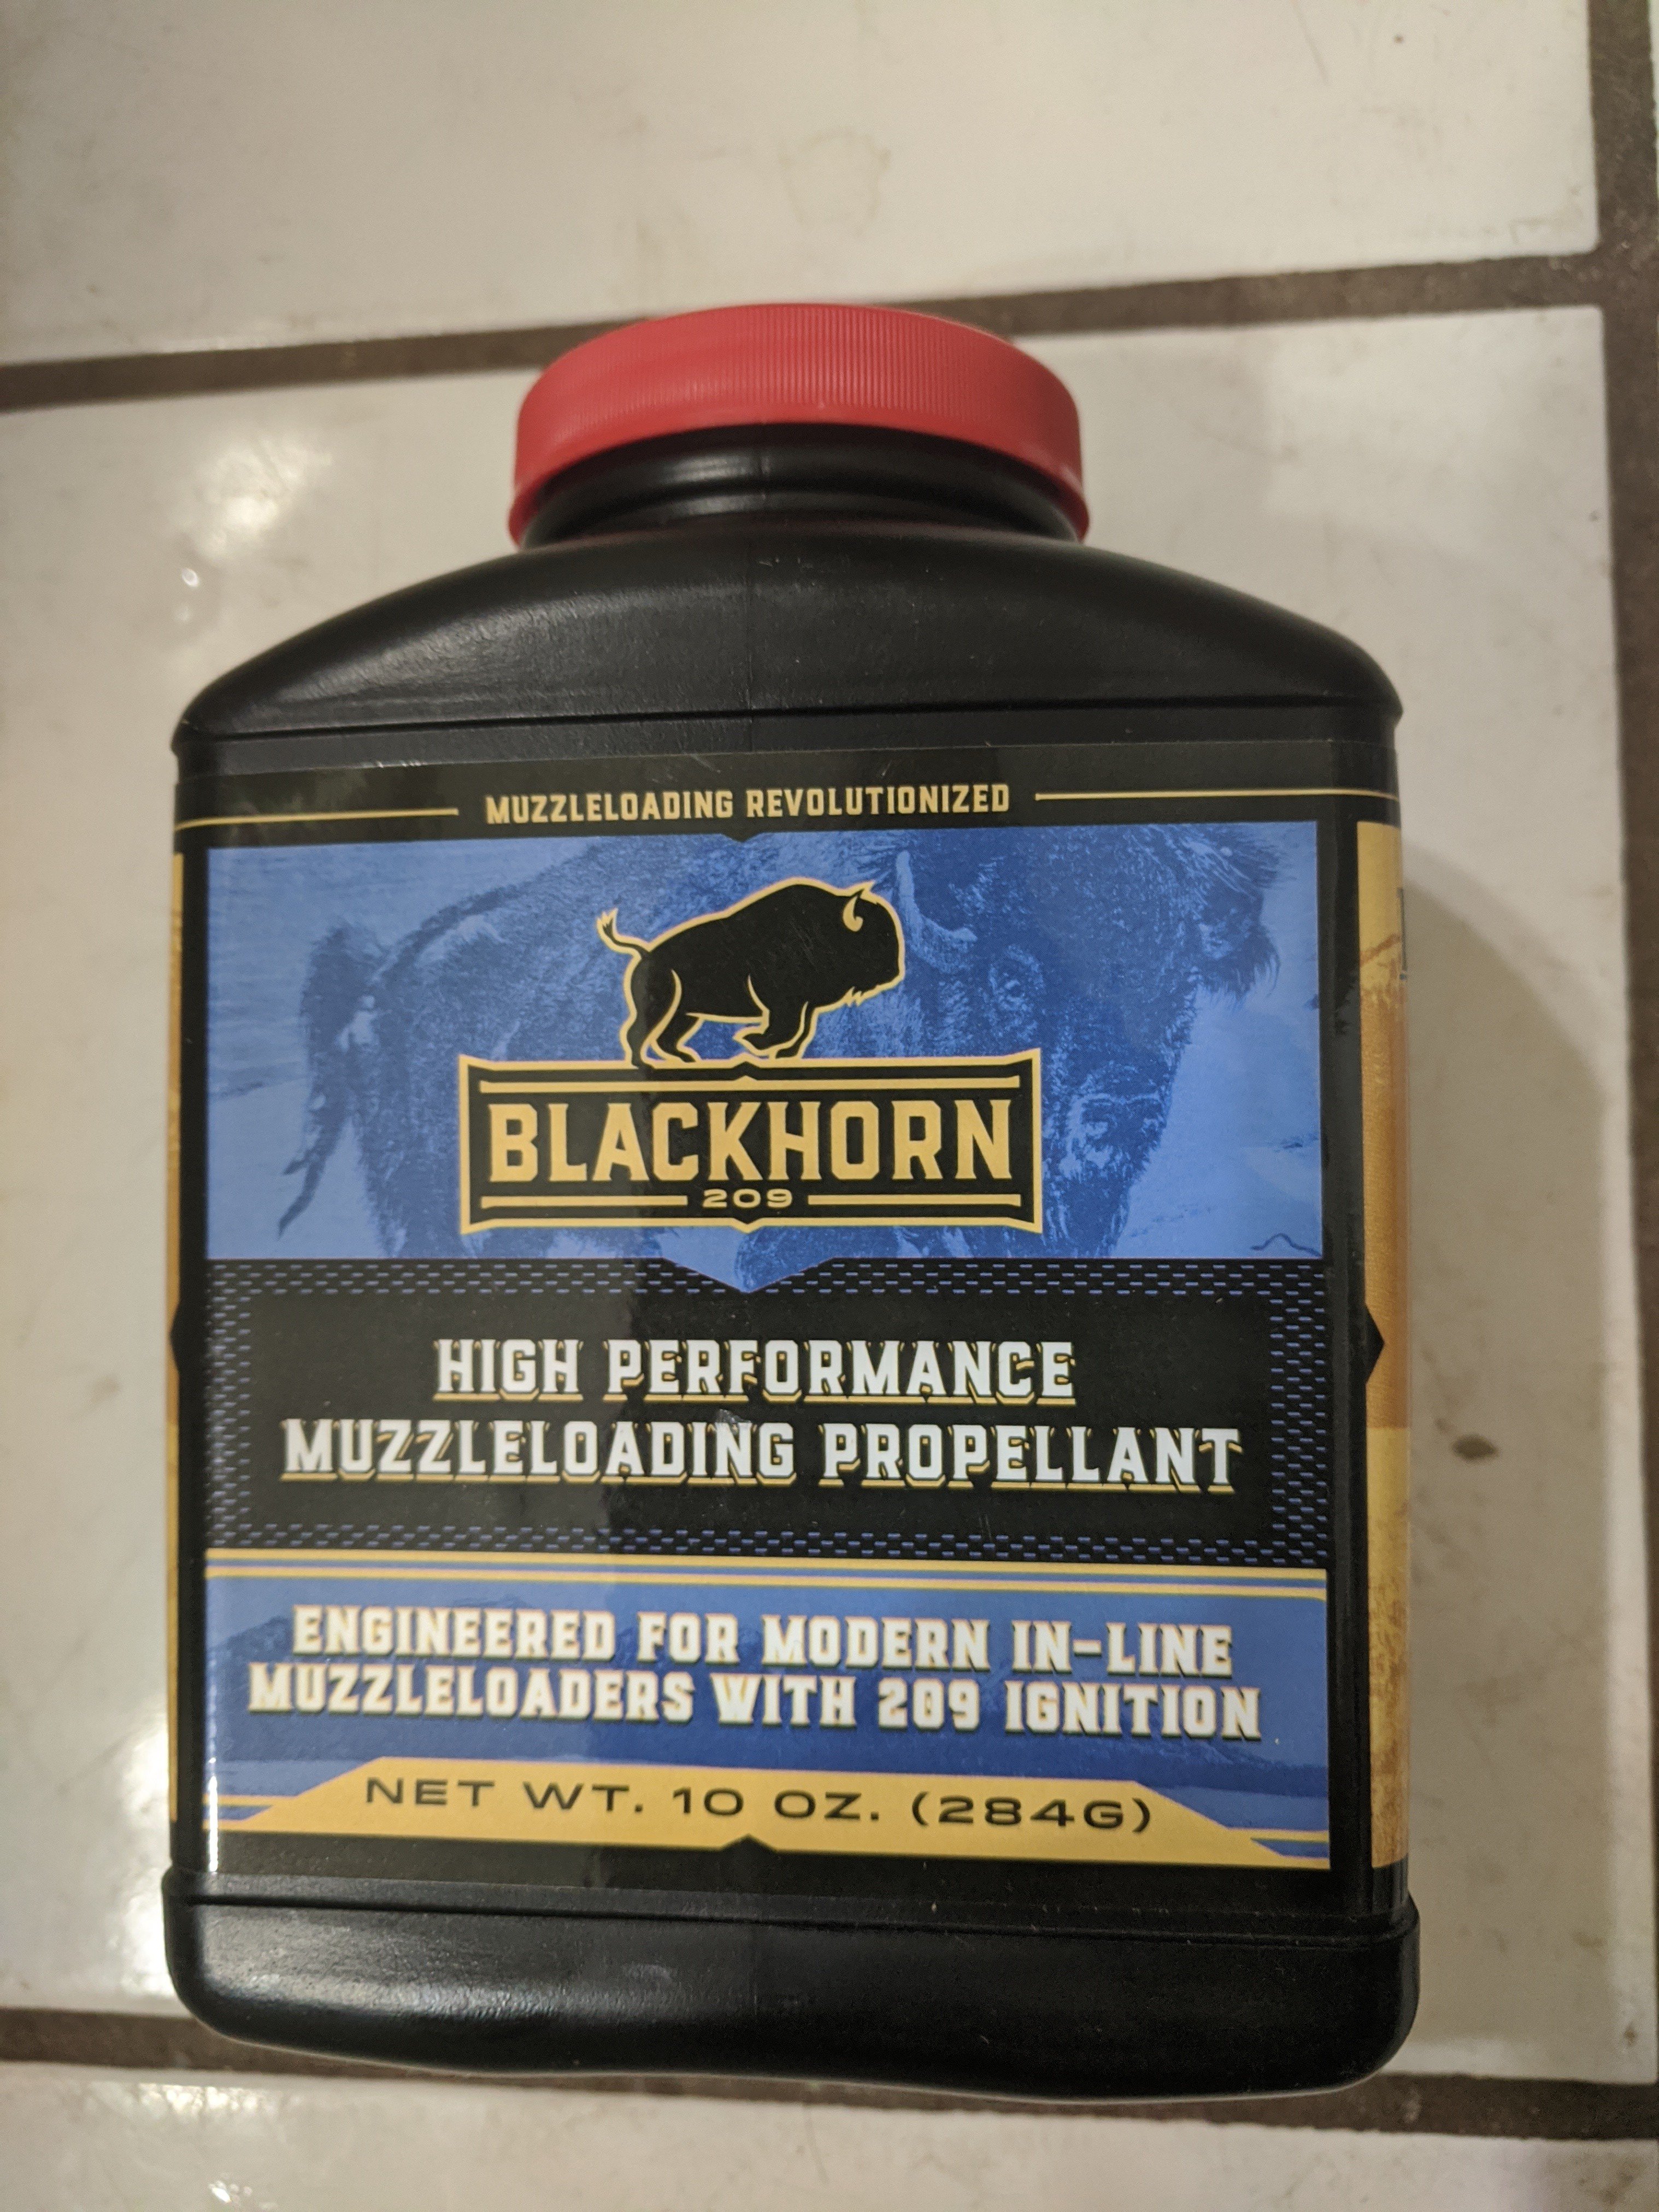 MUZZLELOADING REVOLUTIONIZED
BLACKHORN
209
HIGH PERFORMANCE
MUZZLELOADING PROPELLANT
ENGINEERED FOR MODERN IN-LINE
MUZZLELOADERS WITH 209 IGNITION
NET WT. 10 OZ. (284G)